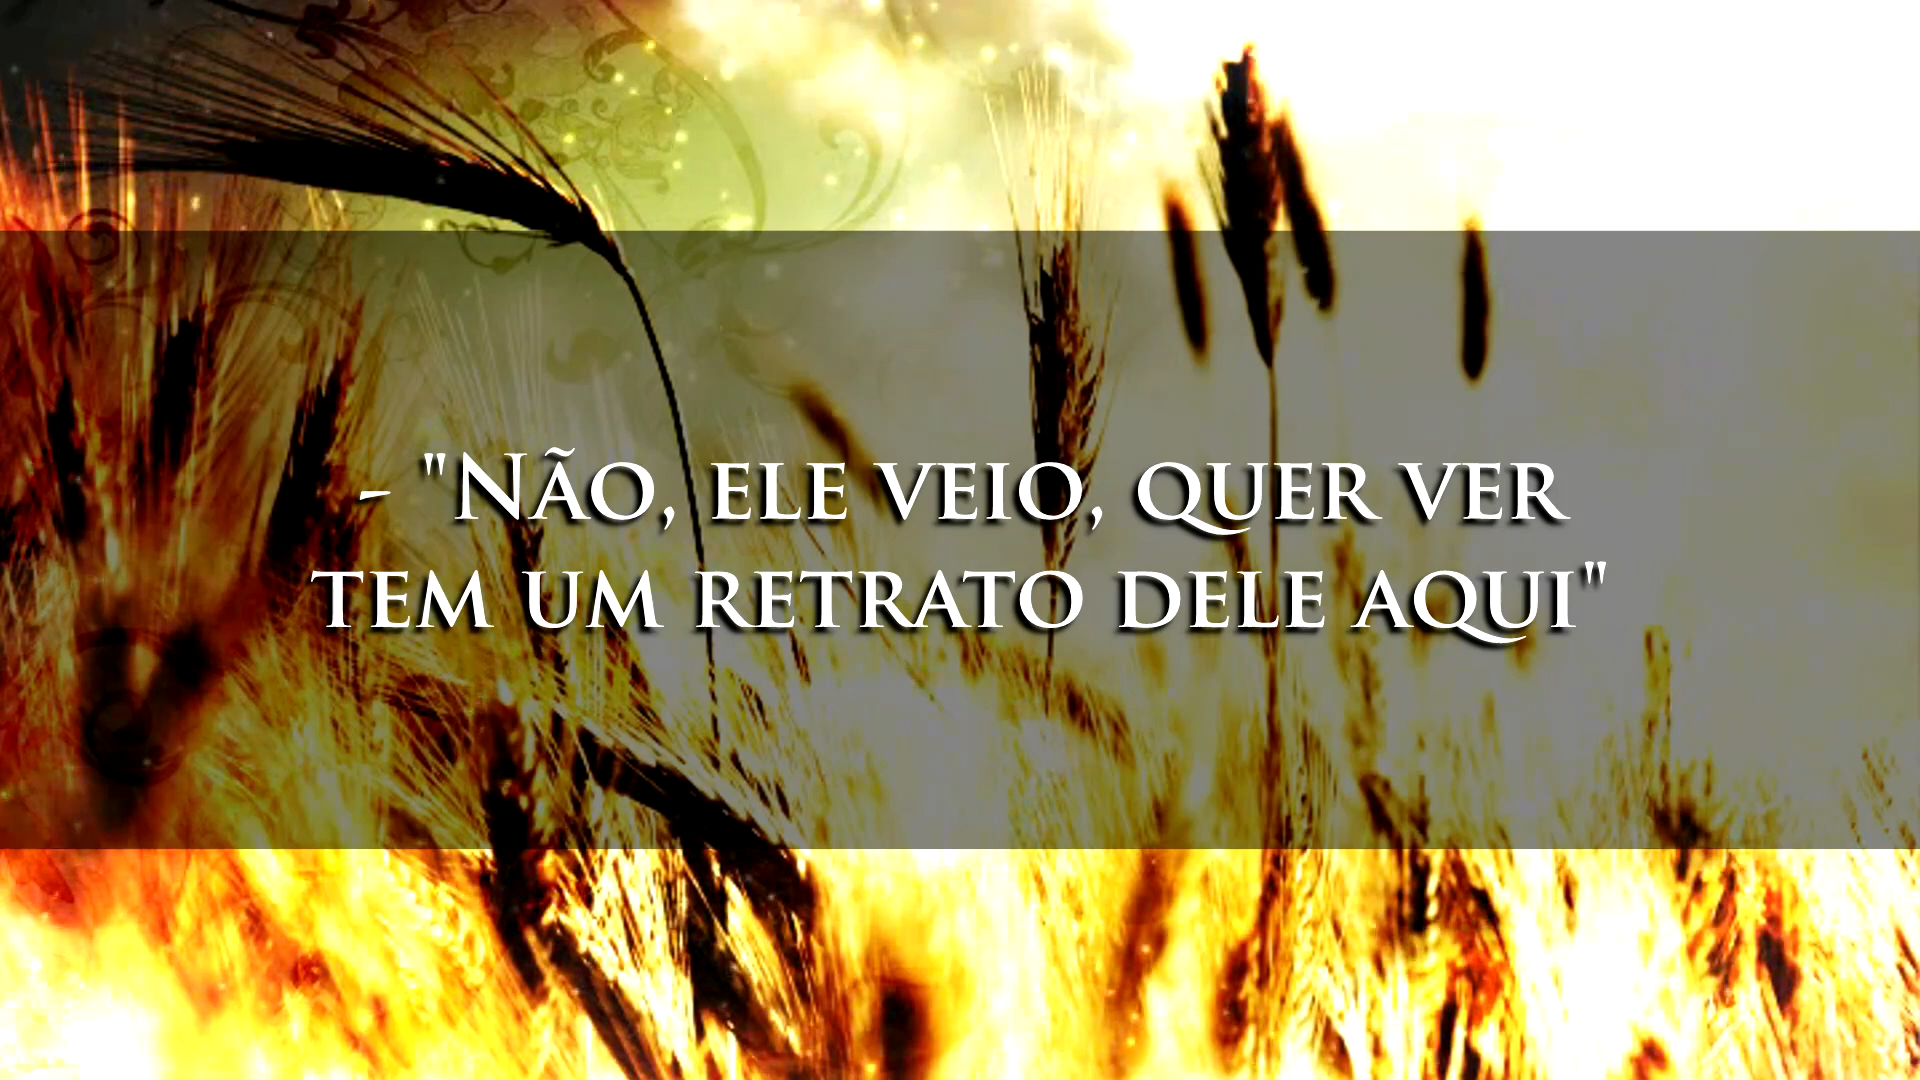 - "Não, ele veio, quer ver
tem um retrato dele aqui"